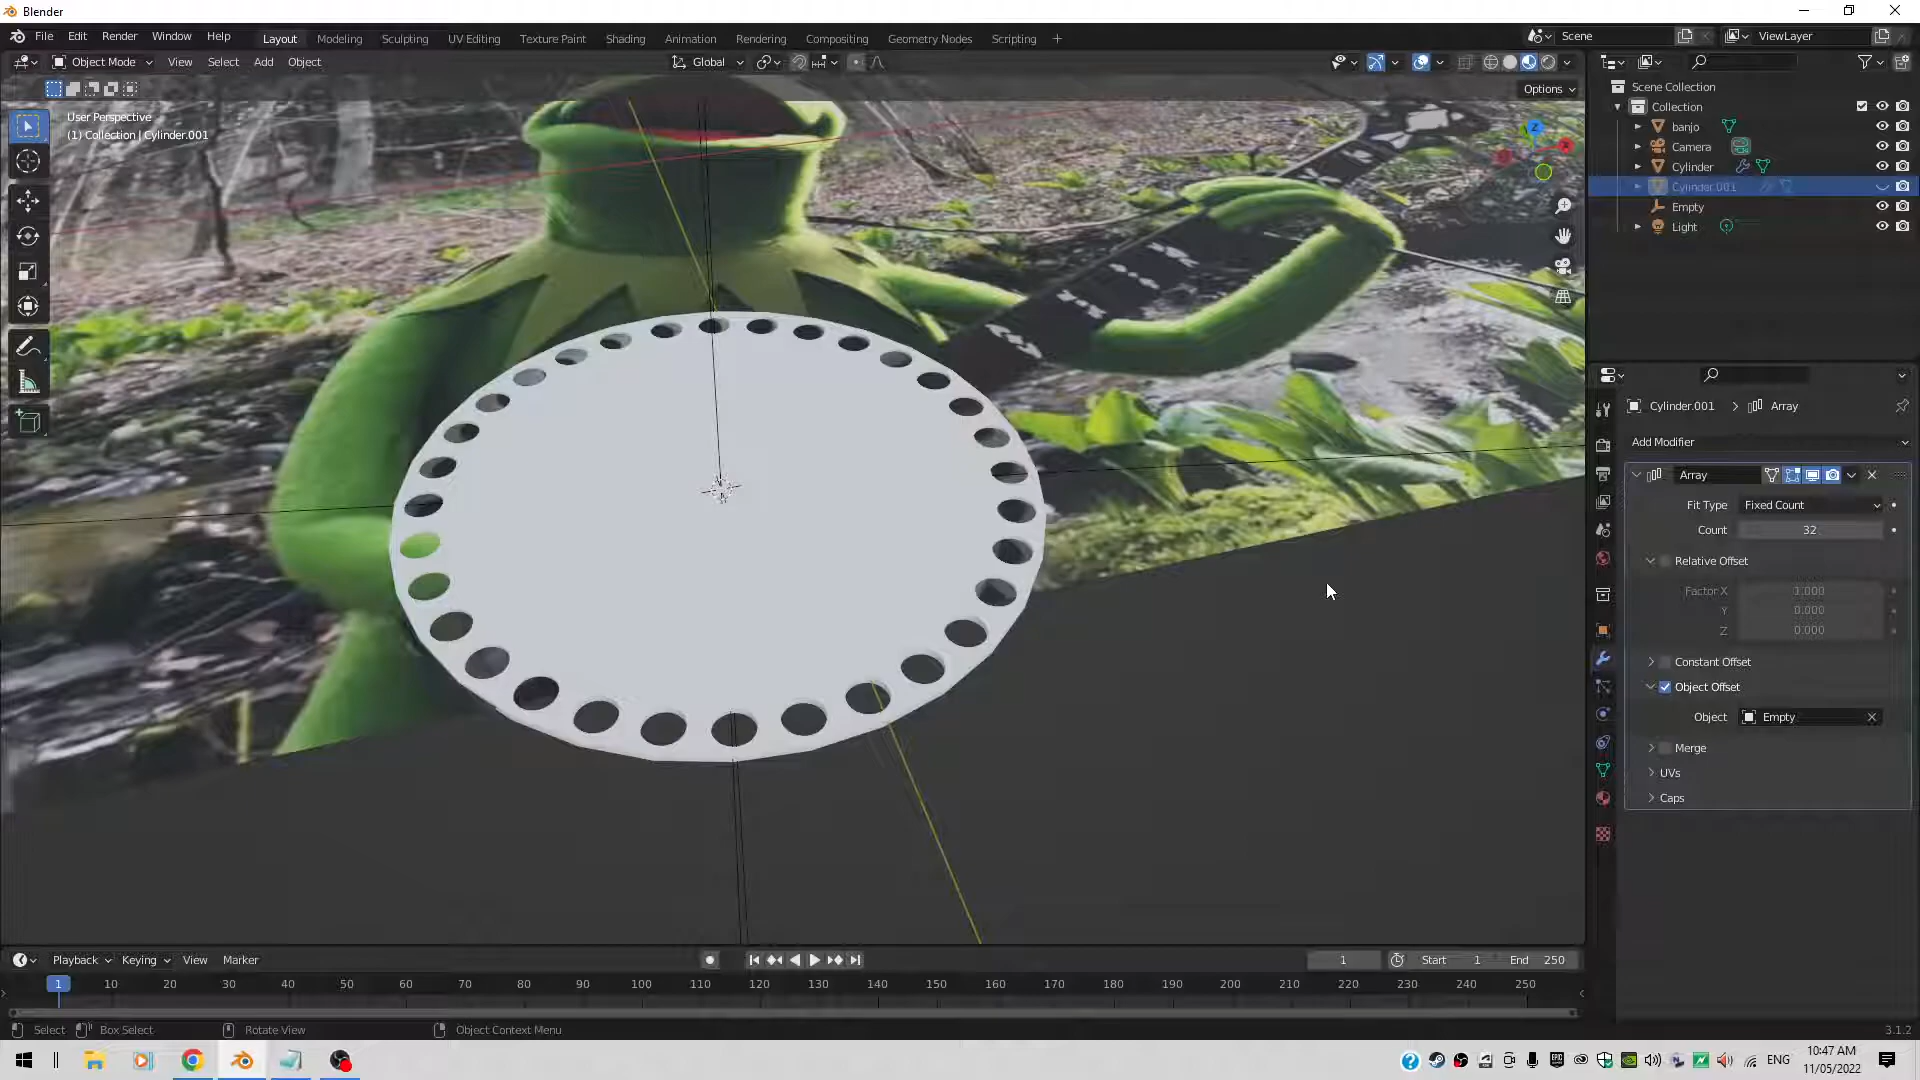 Blender
File Edit Render Window Help Layout Modeling Sculpting UV Editing Texture Paint Shading Animation Rendering Compositing Geometry Nodes Scripting + Scene ViewLayer
Object Mode View Select Add Object Global
Options
User Perspective
(1) Collection | Cylinder.001
Z
X
Scene Collection
Collection
banjo
Camera
Cylinder
Cylinder.001
Empty
Light
Cylinder.001 > Array
Add Modifier
Array
Fit Type Fixed Count
Count 32
Relative Offset
Factor X 1.000
Y 0.000
Z 0.000
Constant Offset
Object Offset
Object Empty
Merge
UVs
Caps
Playback Keying View Marker 1 Start 1 End 250
1 10 20 30 40 50 60 70 80 90 100 110 120 130 140 150 160 170 180 190 200 210 220 230 240 250
Select Box Select Rotate View Object Context Menu 3.1.2
ENG 10:47 AM
11/05/2022